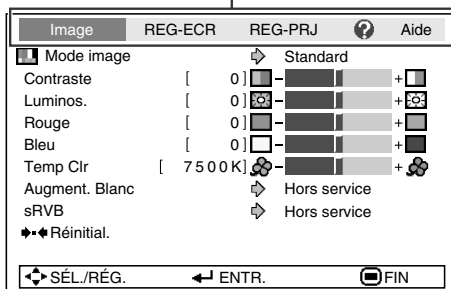 Image REG-ECR REG-PRJ ? Aide
Mode image Standard
Contraste [ 0] - +
Luminos. [ 0] - +
Rouge [ 0] - +
Bleu [ 0] - +
Temp Clr [ 7500K] - +
Augment. Blanc Hors service
sRVB Hors service
Réinitial.
SÉL./RÉG. ENTR. FIN